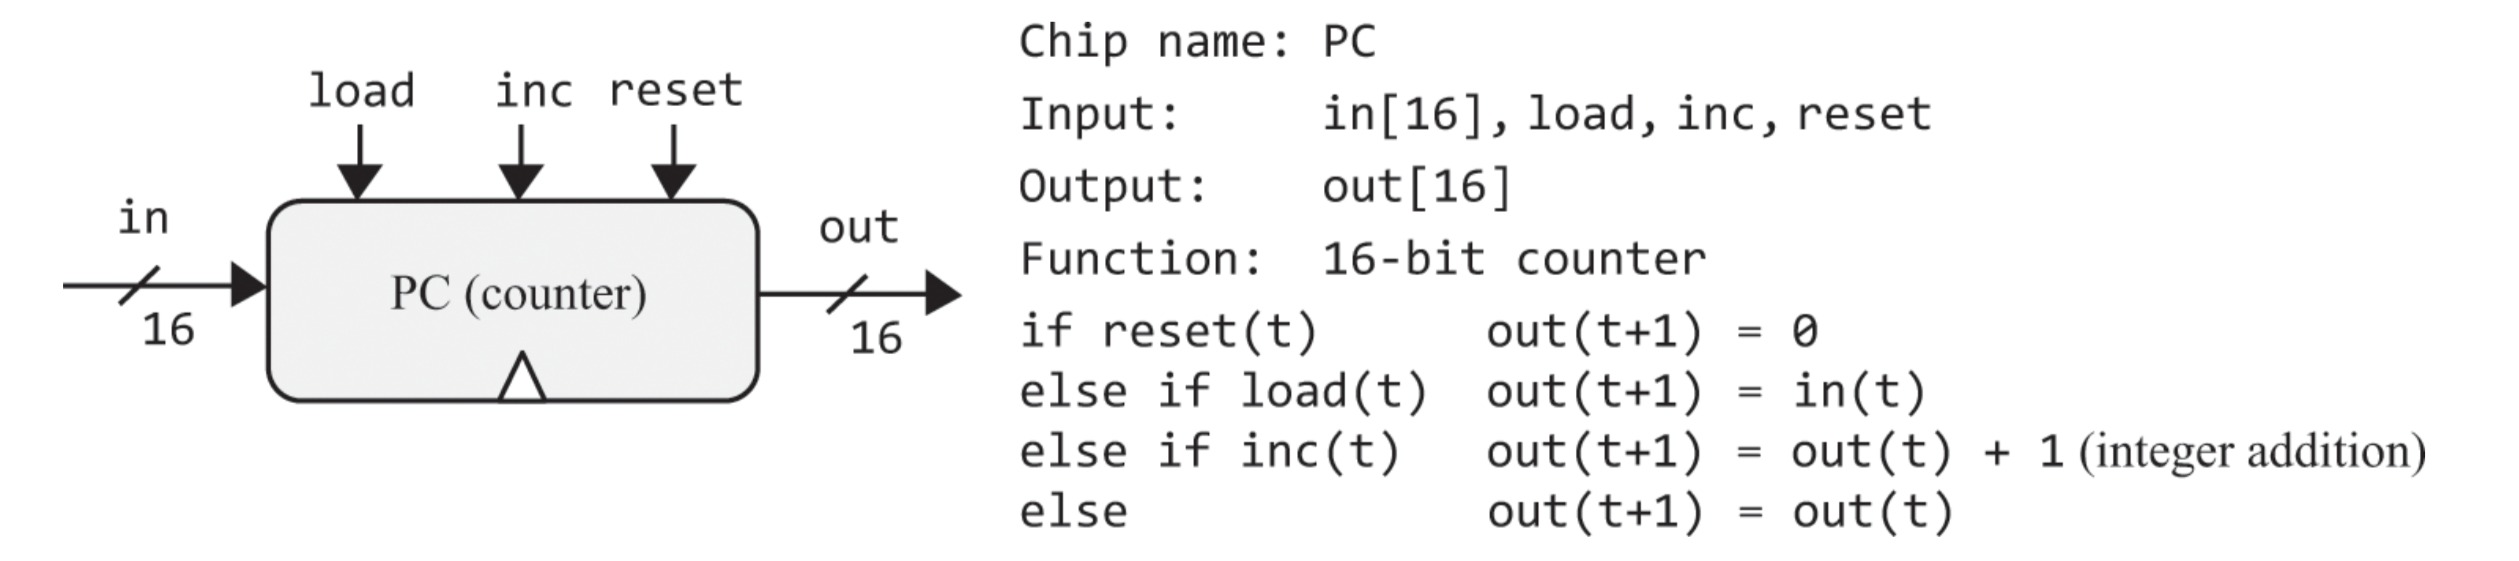 load inc reset
in
16
PC (counter)
out
16
Chip name: PC
Input: in[16], load, inc, reset
Output: out[16]
Function: 16-bit counter
if reset(t) out(t+1) = 0
else if load(t) out(t+1) = in(t)
else if inc(t) out(t+1) = out(t) + 1 (integer addition)
else out(t+1) = out(t)